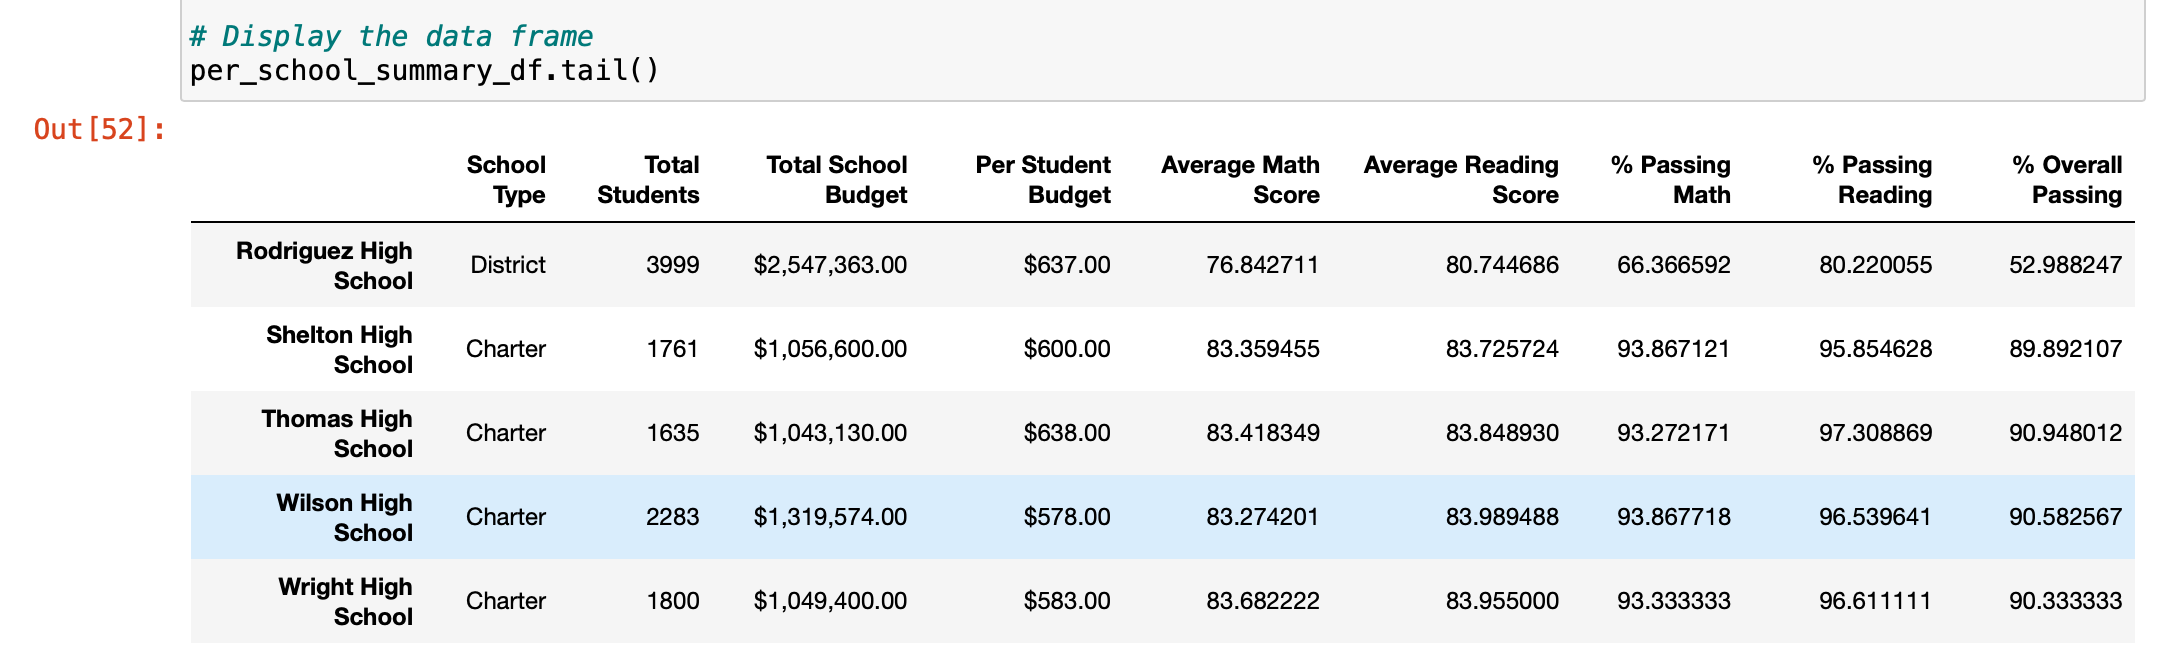 # Display the data frame
per_school_summary_df.tail()
Out[52]:
School Type Total Students Total School Budget Per Student Budget Average Math Score Average Reading Score % Passing Math % Passing Reading % Overall Passing
Rodriguez High School District 3999 $2,547,363.00 $637.00 76.842711 80.744686 66.366592 80.220055 52.988247
Shelton High School Charter 1761 $1,056,600.00 $600.00 83.359455 83.725724 93.867121 95.854628 89.892107
Thomas High School Charter 1635 $1,043,130.00 $638.00 83.418349 83.848930 93.272171 97.308869 90.948012
Wilson High School Charter 2283 $1,319,574.00 $578.00 83.274201 83.989488 93.867718 96.539641 90.582567
Wright High School Charter 1800 $1,049,400.00 $583.00 83.682222 83.955000 93.333333 96.611111 90.333333